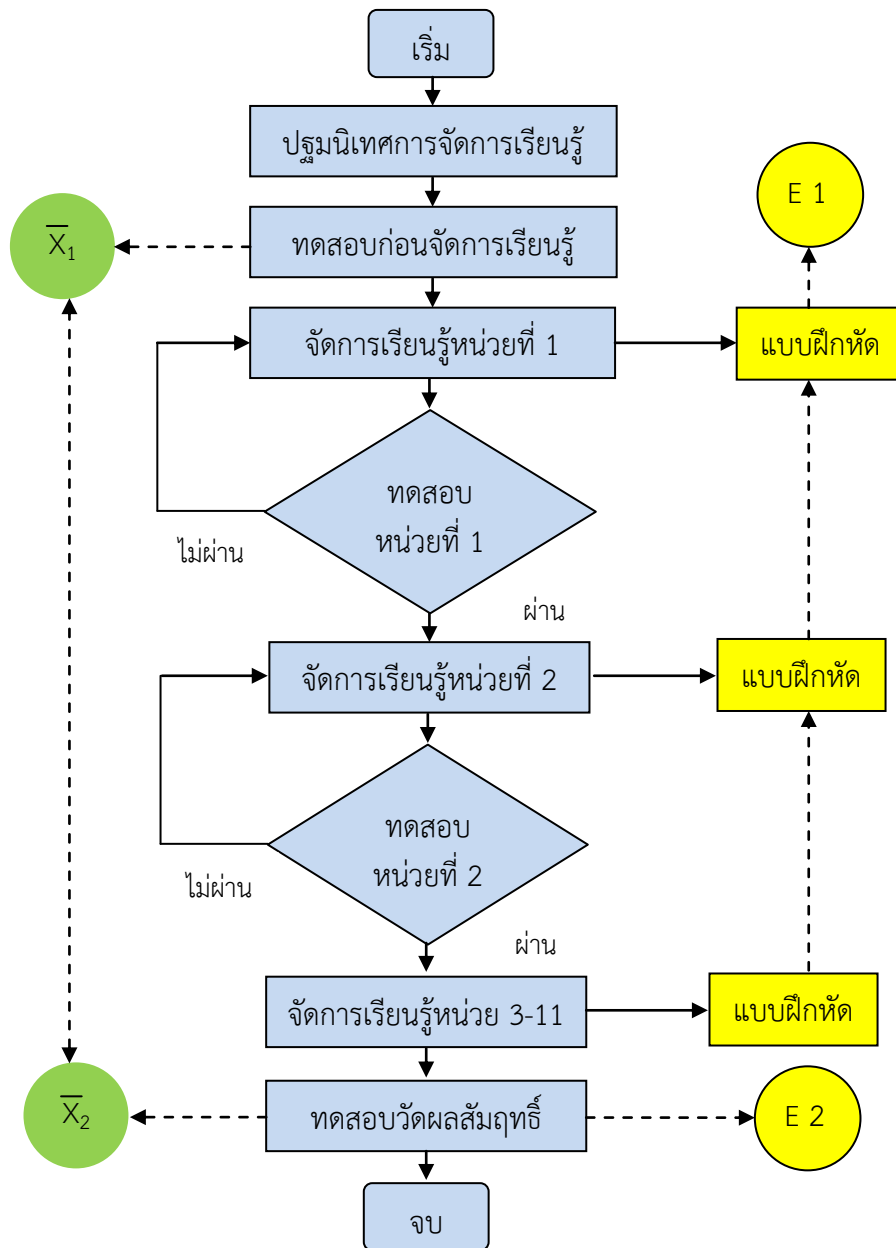 เริ่ม
ปฐมนิเทศการจัดการเรียนรู้
E 1
X̅₁
ทดสอบก่อนจัดการเรียนรู้
จัดการเรียนรู้หน่วยที่ 1
แบบฝึกหัด
ทดสอบ
หน่วยที่ 1
ไม่ผ่าน
ผ่าน
จัดการเรียนรู้หน่วยที่ 2
แบบฝึกหัด
ทดสอบ
หน่วยที่ 2
ไม่ผ่าน
ผ่าน
จัดการเรียนรู้หน่วย 3-11
แบบฝึกหัด
X̅₂
ทดสอบวัดผลสัมฤทธิ์
E 2
จบ